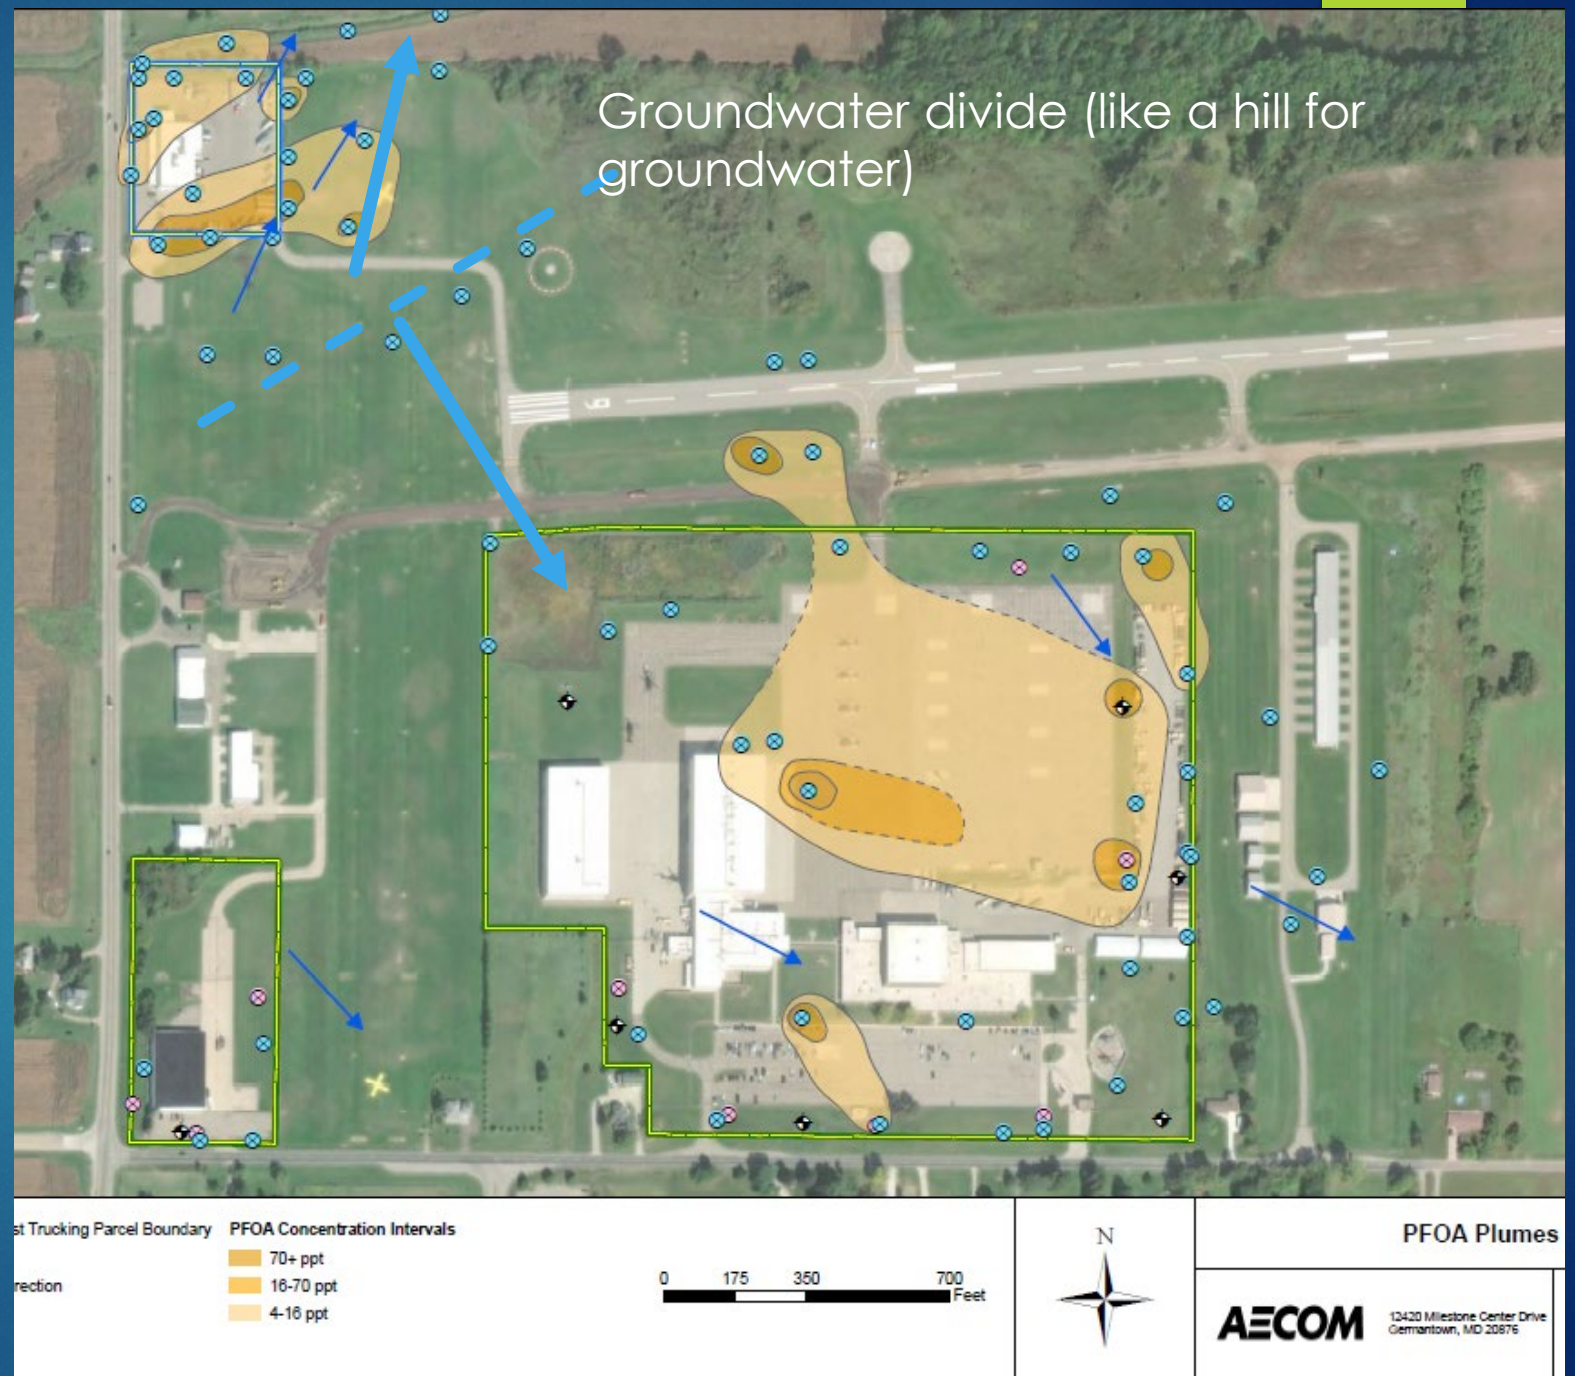 Groundwater divide (like a hill for
groundwater)
st Trucking Parcel Boundary
rection
PFOA Concentration Intervals
70+ ppt
16-70 ppt
4-16 ppt
0 175 350 700
Feet
N
PFOA Plumes
AECOM
12420 Milestone Center Drive
Germantown, MD 20876